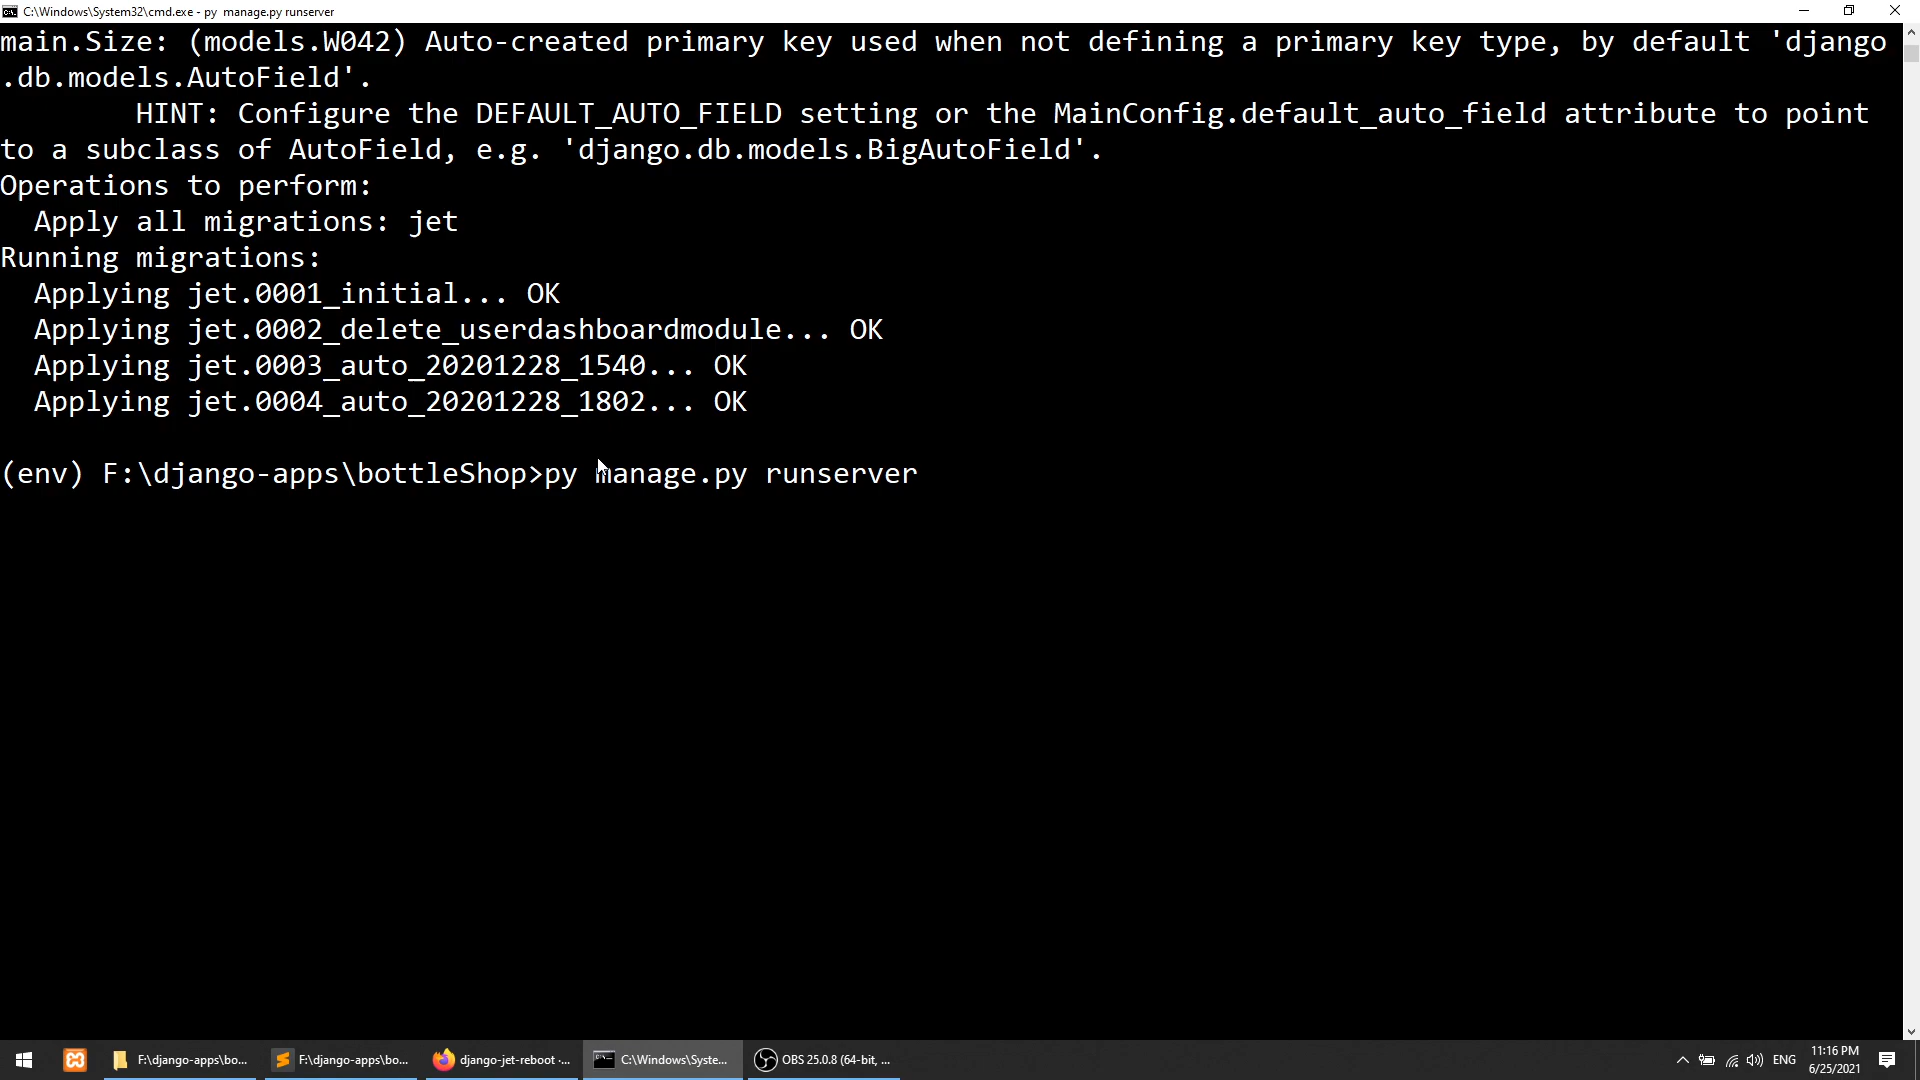 C:\Windows\System32\cmd.exe - py  manage.py runserver
main.Size: (models.W042) Auto-created primary key used when not defining a primary key type, by default 'django
.db.models.AutoField'.
HINT: Configure the DEFAULT_AUTO_FIELD setting or the MainConfig.default_auto_field attribute to point
to a subclass of AutoField, e.g. 'django.db.models.BigAutoField'.
Operations to perform:
Apply all migrations: jet
Running migrations:
Applying jet.0001_initial... OK
Applying jet.0002_delete_userdashboardmodule... OK
Applying jet.0003_auto_20201228_1540... OK
Applying jet.0004_auto_20201228_1802... OK
(env) F:\django-apps\bottleShop>py manage.py runserver
F:\django-apps\bo... F:\django-apps\bo... django-jet-reboot ·... C:\Windows\Syste... OBS 25.0.8 (64-bit, ... ENG 11:16 PM
6/25/2021